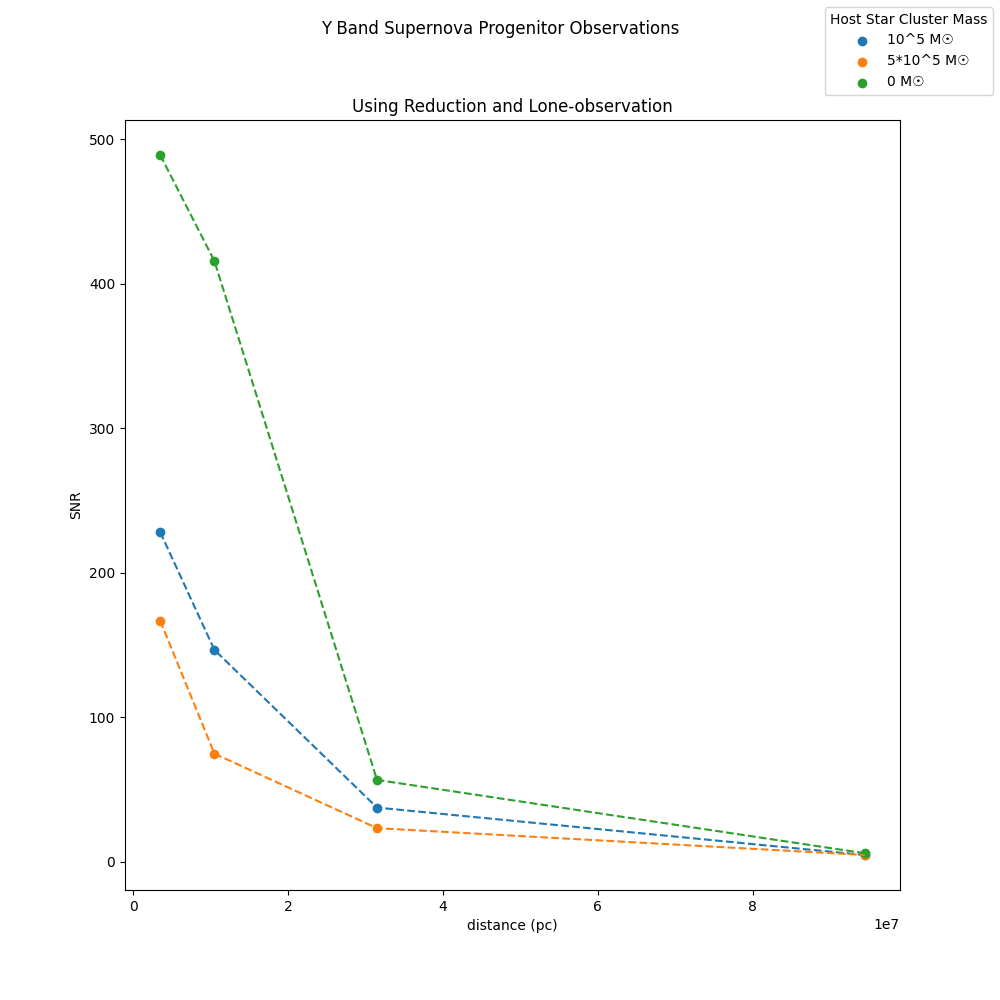 Y Band Supernova Progenitor Observations
Host Star Cluster Mass
10^5 M☉
5*10^5 M☉
0 M☉
Using Reduction and Lone-observation
500
400
300
200
100
0
SNR
0 2 4 6 8
1e7
distance (pc)